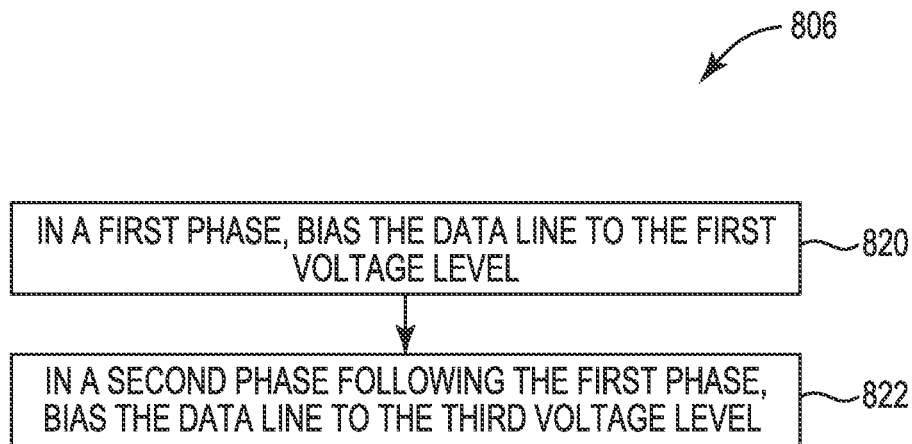 806
IN A FIRST PHASE, BIAS THE DATA LINE TO THE FIRST
VOLTAGE LEVEL
820
IN A SECOND PHASE FOLLOWING THE FIRST PHASE,
BIAS THE DATA LINE TO THE THIRD VOLTAGE LEVEL
822